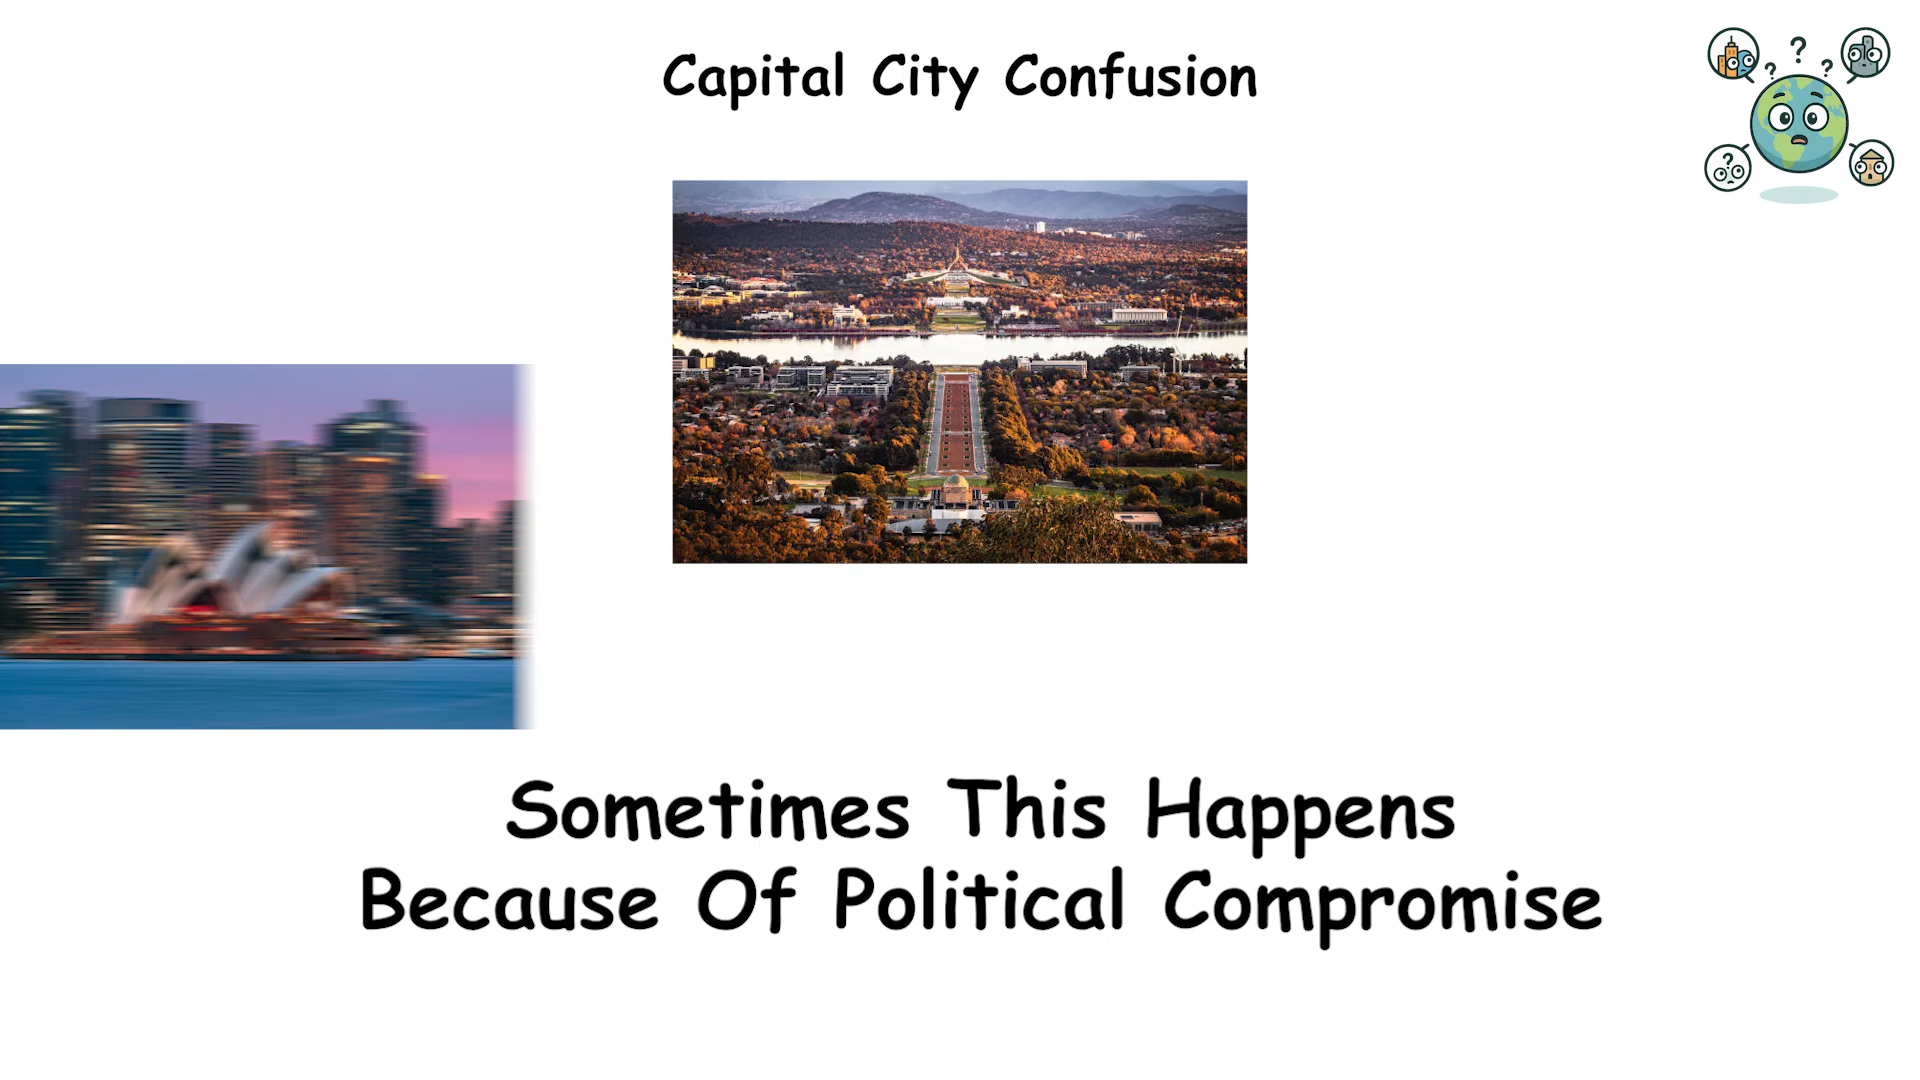 Capital City Confusion
Sometimes This Happens
Because Of Political Compromise